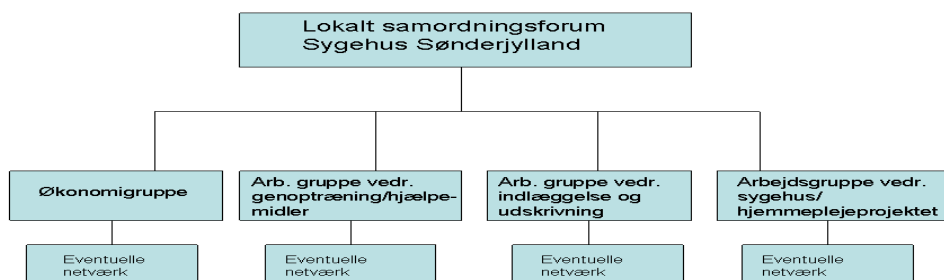 Lokalt samordningsforum
Sygehus Sønderjylland
Økonomigruppe
Arb. gruppe vedr.
genoptræning/hjælpe-
midler
Arb. gruppe vedr.
indlæggelse og
udskrivning
Arbejdsgruppe vedr.
sygehus/
hjemmeplejeprojektet
Eventuelle
netværk
Eventuelle
netværk
Eventuelle
netværk
Eventuelle
netværk